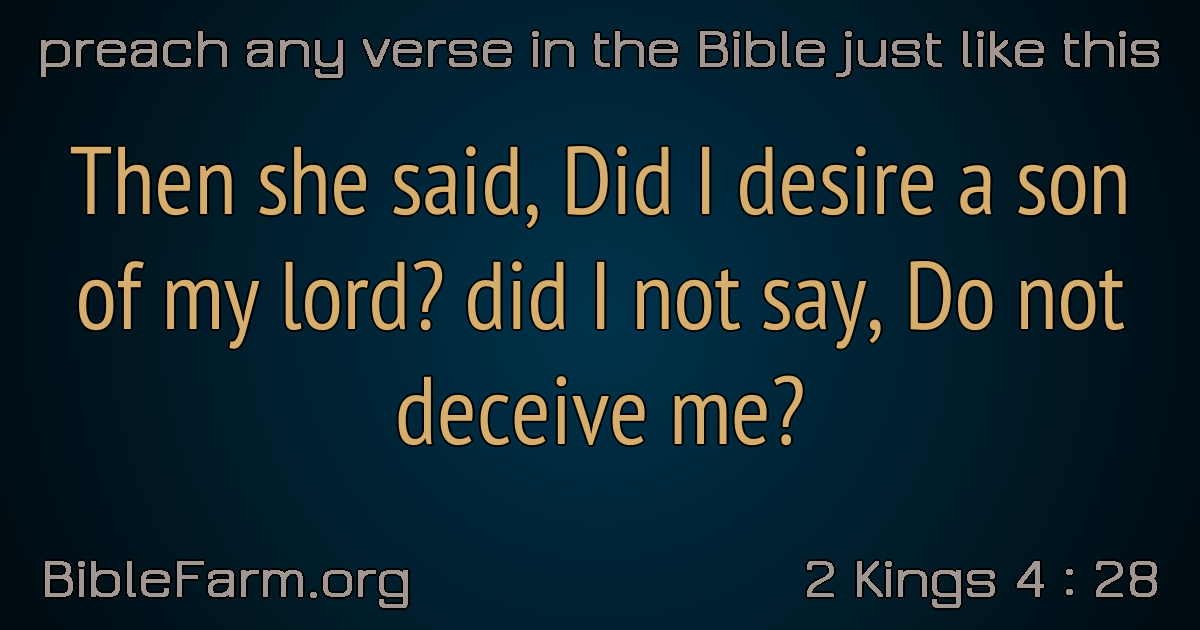 preach any verse in the Bible just like this
Then she said, Did I desire a son
of my lord? did I not say, Do not
deceive me?
BibleFarm.org
2 Kings 4 : 28